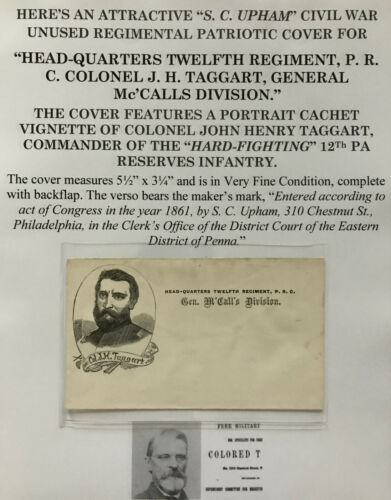 HERE'S AN ATTRACTIVE "S. C. UPHAM" CIVIL WAR
UNUSED REGIMENTAL PATRIOTIC COVER FOR
"HEAD-QUARTERS TWELFTH REGIMENT, P. R.
C. COLONEL J. H. TAGGART, GENERAL
McCALLS DIVISION."
THE COVER FEATURES A PORTRAIT CACHET
VIGNETTE OF COLONEL JOHN HENRY TAGGART,
COMMANDER OF THE "HARD-FIGHTING" 12Th PA
RESERVES INFANTRY.
The cover measures 5½" x 3¼" and is in Very Fine Condition, complete
with backflap. The verso bears the maker's mark, "Entered according to
act of Congress in the year 1861, by S. C. Upham, 310 Chestnut St.,
Philadelphia, in the Clerk's Office of the District Court of the Eastern
District of Penna."
HEAD-QUARTERS TWELFTH REGIMENT, P. R. C.
Gen. M'Call's Division.
Col. J.H. Taggart.
FREE MILITARY
COLORED T